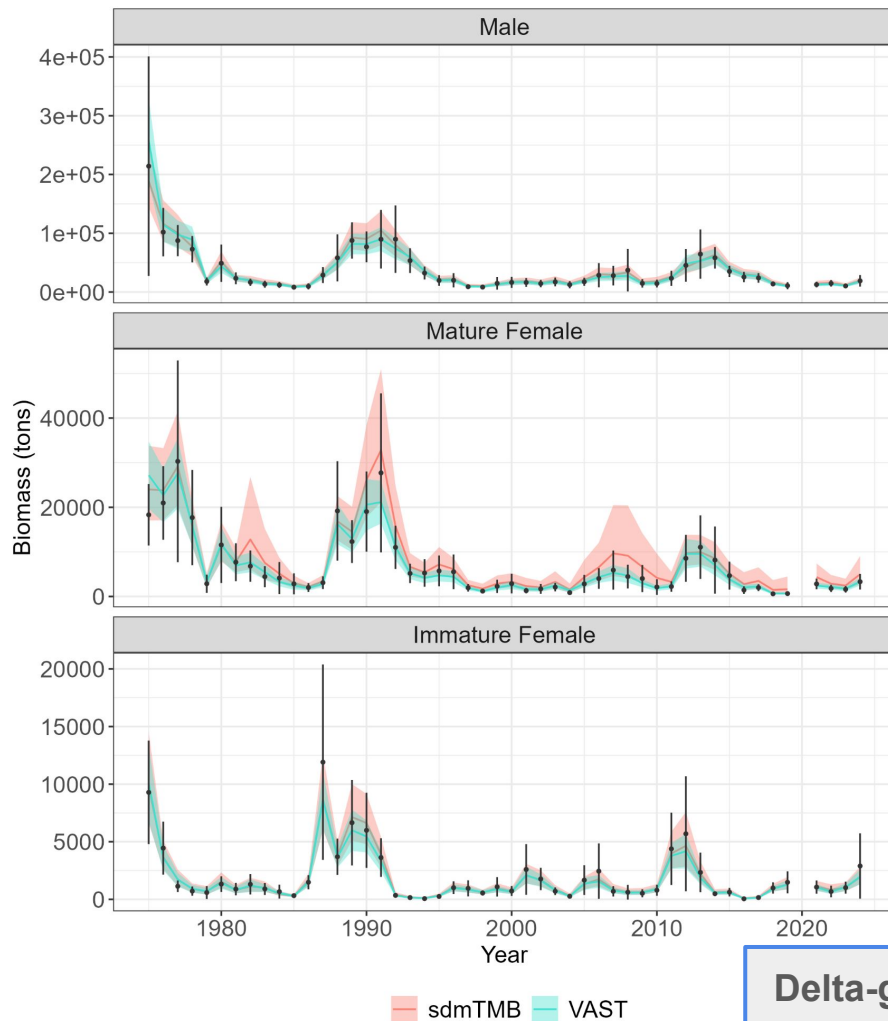 Male
4e+05
3e+05
2e+05
1e+05
0e+00
Mature Female
40000
20000
0
Immature Female
20000
15000
10000
5000
0
Biomass (tons)
1980
1990
2000
2010
2020
Year
sdmTMB VAST
Delta-g